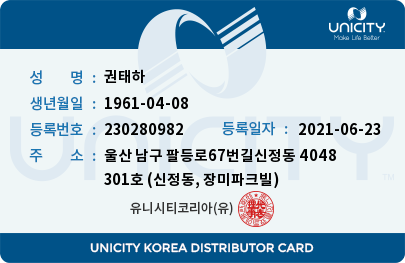 UNICITY
Make Life Better
성 명 : 권태하
생년월일 : 1961-04-08
등록번호 : 230280982 등록일자 : 2021-06-23
주 소 : 울산 남구 팔등로67번길신정동 4048
301호 (신정동, 장미파크빌)
UNICITY
유니시티코리아(유)
UNICITY KOREA DISTRIBUTOR CARD